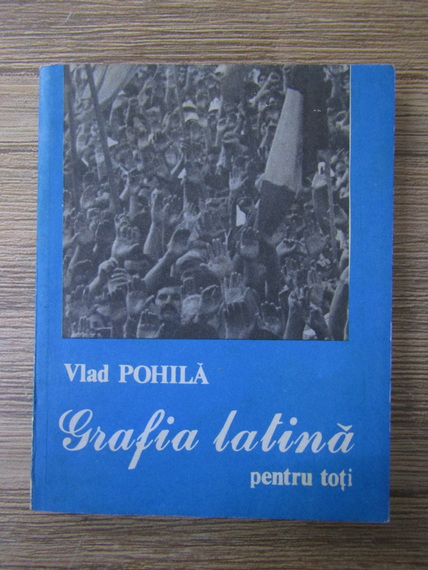 Vlad POHILĂ
Grafia latină
pentru toți